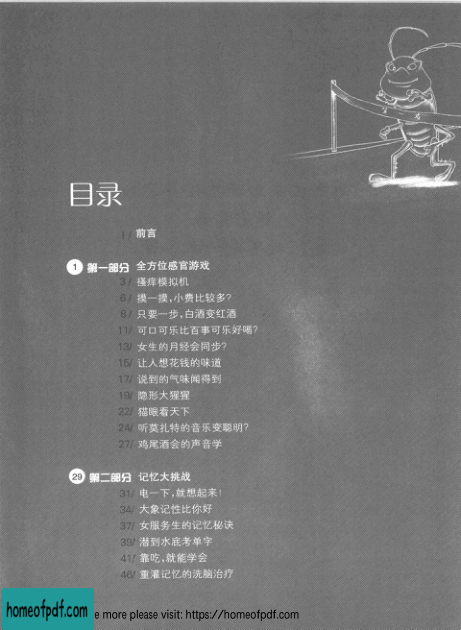 目录
1/ 前言
1 第一部分 全方位感官游戏
3/ 搔痒模拟机
6/ 摸一摸,小费比较多?
8/ 只要一步,白酒变红酒
11/ 可口可乐比百事可乐好喝?
13/ 女生的月经会同步?
15/ 让人想花钱的味道
17/ 说到的气味闻得到
19/ 隐形大猩猩
22/ 猫眼看天下
24/ 听莫扎特的音乐变聪明?
27/ 鸡尾酒会的声音学
29 第二部分 记忆大挑战
31/ 电一下,就想起来!
34/ 大象记性比你好
37/ 女服务生的记忆秘诀
39/ 潜到水底考单字
41/ 靠吃,就能学会
46/ 重灌记忆的洗脑治疗
homeofpdf.com
e more please visit: https://homeofpdf.com